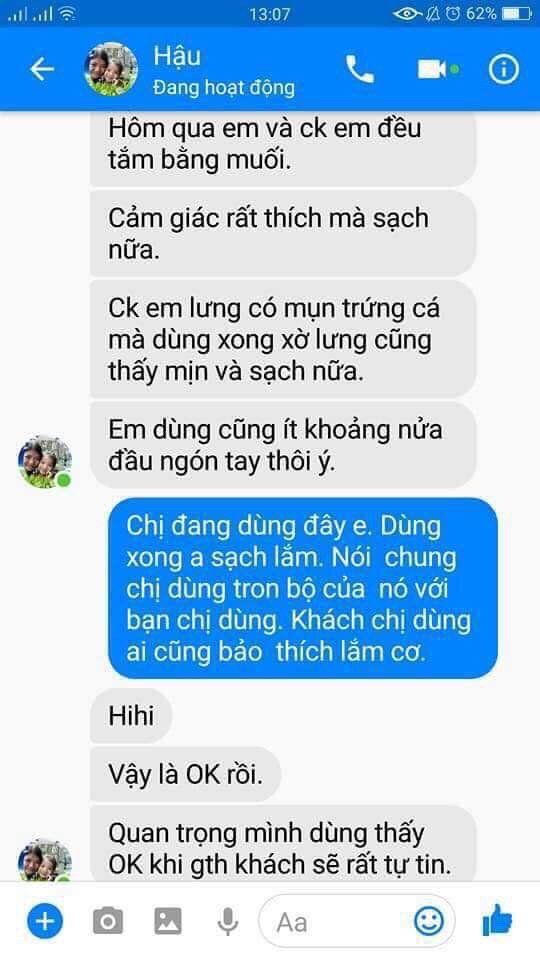 13:07
62%
Hậu
Đang hoạt động
Hôm qua em và ck em đều
tắm bằng muối.
Cảm giác rất thích mà sạch
nữa.
Ck em lưng có mụn trứng cá
mà dùng xong xờ lưng cũng
thấy mịn và sạch nữa.
Em dùng cũng ít khoảng nửa
đầu ngón tay thôi ý.
Chị đang dùng đây e. Dùng
xong a sạch lắm. Nói  chung
chị dùng tron bộ của  nó với
bạn chị dùng. Khách chị dùng
ai cũng bảo  thích lắm cơ.
Hihi
Vậy là OK rồi.
Quan trọng mình dùng thấy
OK khi gth khách sẽ rất tự tin.
Aa